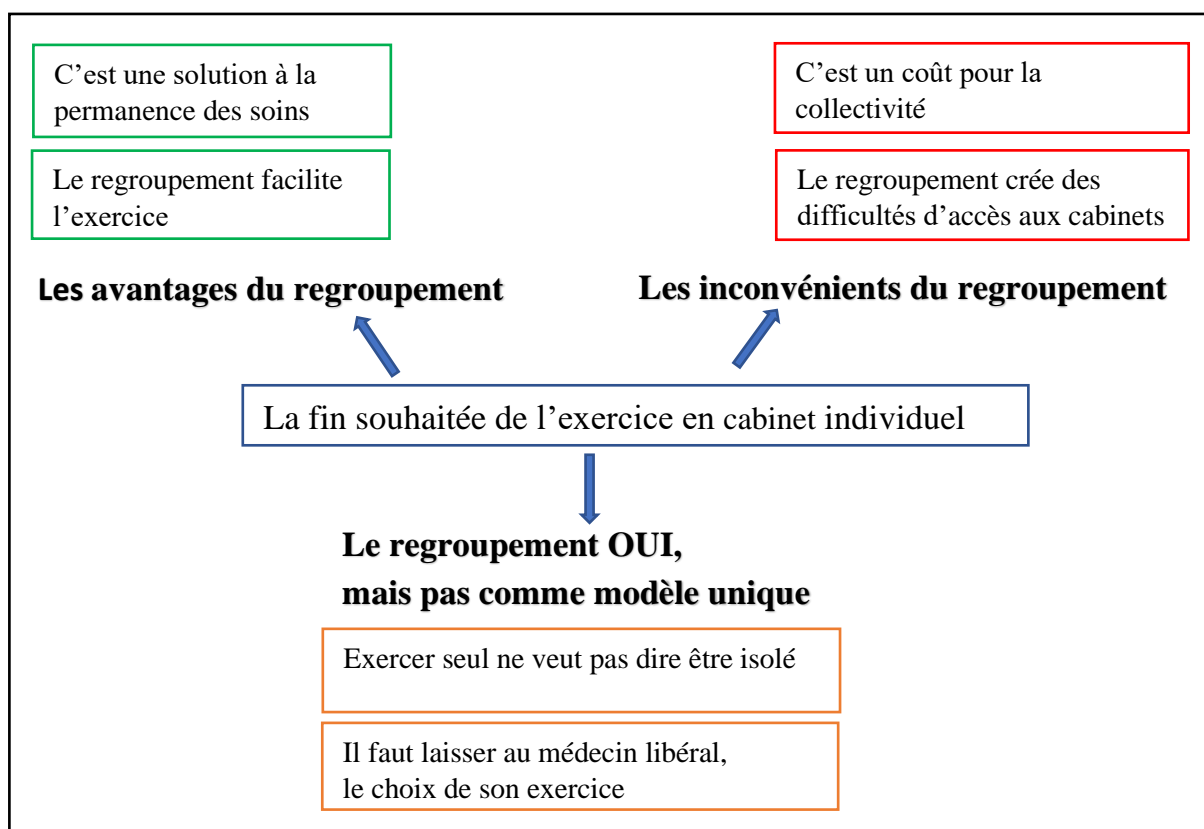 C’est une solution à la
permanence des soins
Le regroupement facilite
l’exercice
Les avantages du regroupement
C’est un coût pour la
collectivité
Le regroupement crée des
difficultés d’accès aux cabinets
Les inconvénients du regroupement
La fin souhaitée de l’exercice en cabinet individuel
Le regroupement OUI,
mais pas comme modèle unique
Exercer seul ne veut pas dire être isolé
Il faut laisser au médecin libéral,
le choix de son exercice